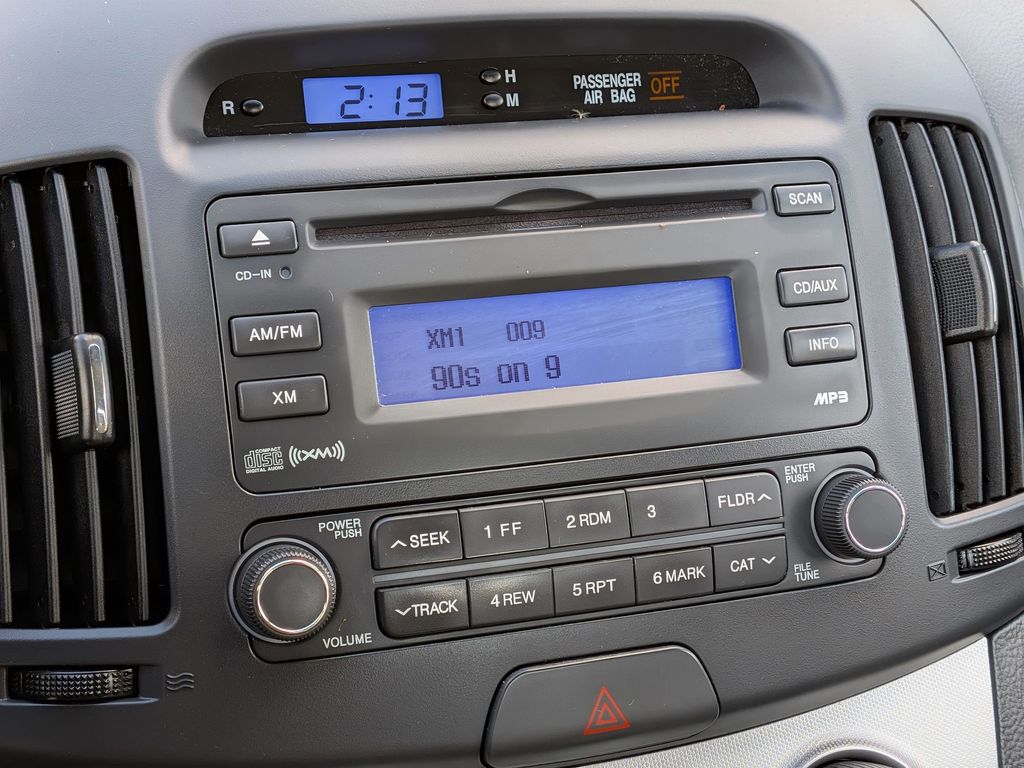 R 2:13 H
M
PASSENGER
AIR BAG OFF
SCAN
CD-IN
CD/AUX
AM/FM
XM1 009
90s on 9
INFO
XM
MP3
COMPACT
disc
DIGITAL AUDIO
((XM))
POWER
PUSH
ENTER
PUSH
SEEK 1 FF 2 RDM 3 FLDR
TRACK 4 REW 5 RPT 6 MARK CAT
VOLUME
FILE
TUNE